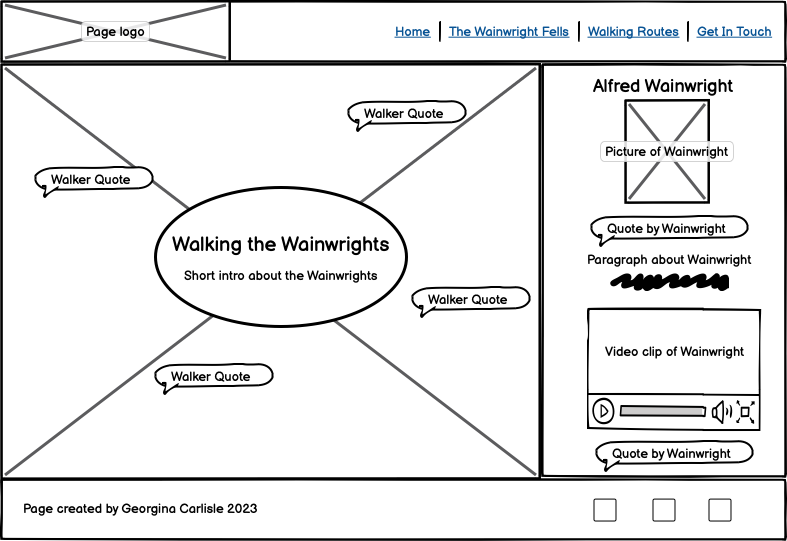 Page logo
Home
The Wainwright Fells
Walking Routes
Get In Touch
Walker Quote
Walker Quote
Walking the Wainwrights
Short intro about the Wainwrights
Walker Quote
Walker Quote
Alfred Wainwright
Picture of Wainwright
Quote by Wainwright
Paragraph about Wainwright
Video clip of Wainwright
Quote by Wainwright
Page created by Georgina Carlisle 2023